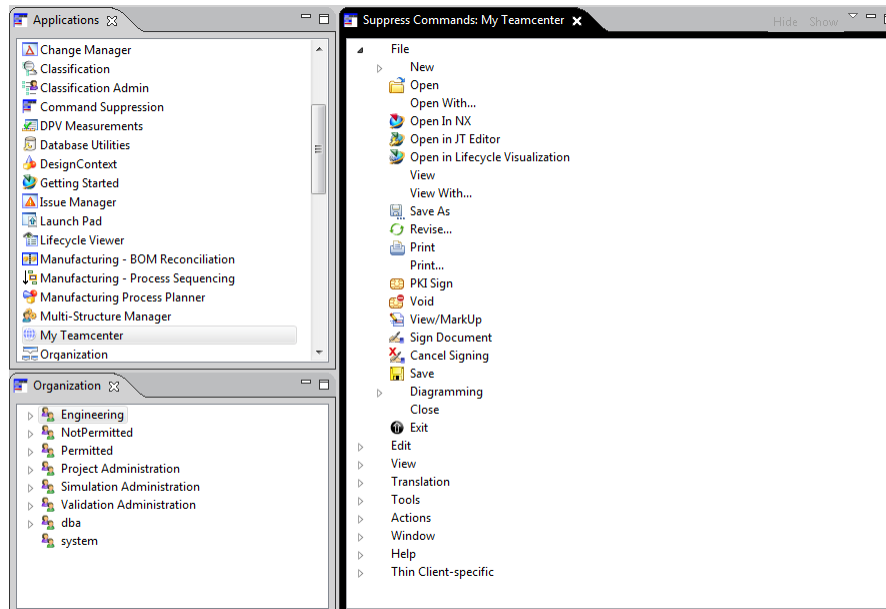 Applications
Change Manager
Classification
Classification Admin
Command Suppression
DPV Measurements
Database Utilities
DesignContext
Getting Started
Issue Manager
Launch Pad
Lifecycle Viewer
Manufacturing - BOM Reconciliation
Manufacturing - Process Sequencing
Manufacturing Process Planner
Multi-Structure Manager
My Teamcenter
Organization
Organization
Engineering
NotPermitted
Permitted
Project Administration
Simulation Administration
Validation Administration
dba
system
Suppress Commands: My Teamcenter
Hide Show
File
New
Open
Open With...
Open In NX
Open in JT Editor
Open in Lifecycle Visualization
View
View With...
Save As
Revise...
Print
Print...
PKI Sign
Void
View/MarkUp
Sign Document
Cancel Signing
Save
Diagramming
Close
Exit
Edit
View
Translation
Tools
Actions
Window
Help
Thin Client-specific